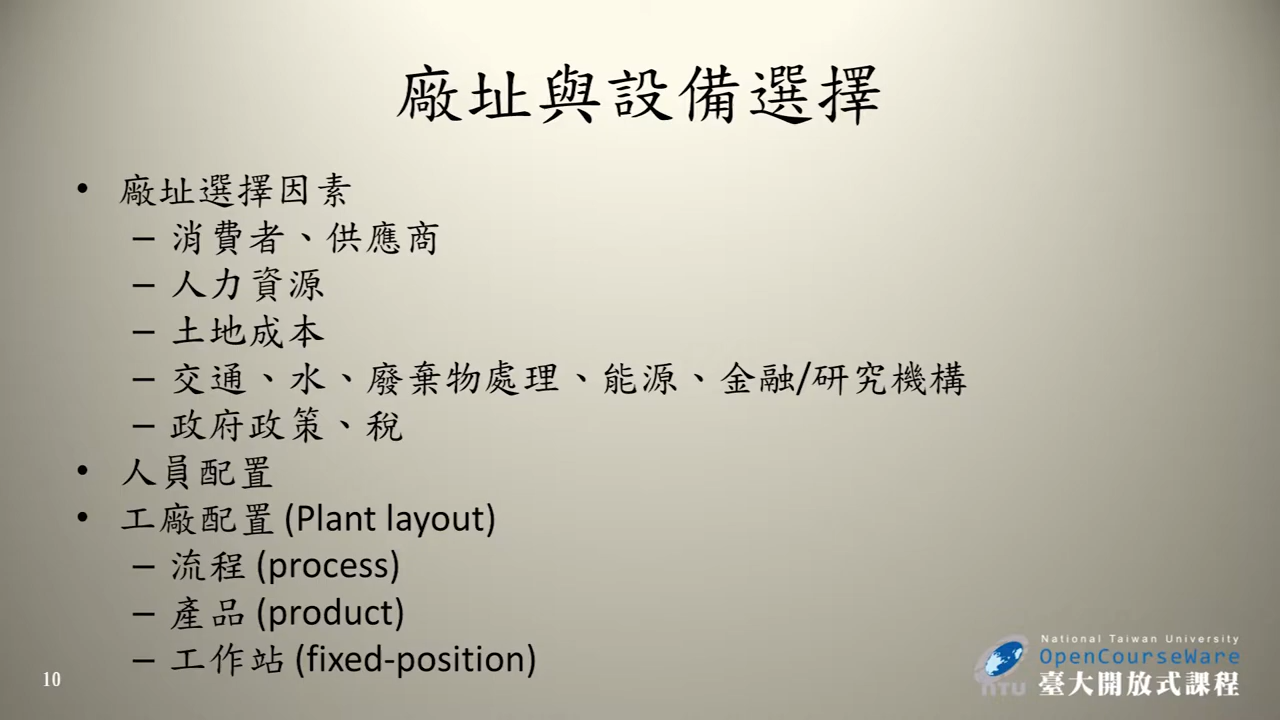 廠址與設備選擇
• 廠址選擇因素
– 消費者、供應商
– 人力資源
– 土地成本
– 交通、水、廢棄物處理、能源、金融/研究機構
– 政府政策、稅
• 人員配置
• 工廠配置 (Plant layout)
– 流程 (process)
– 產品 (product)
– 工作站 (fixed-position)
10
National Taiwan University
OpenCourseWare
NTU 臺大開放式課程